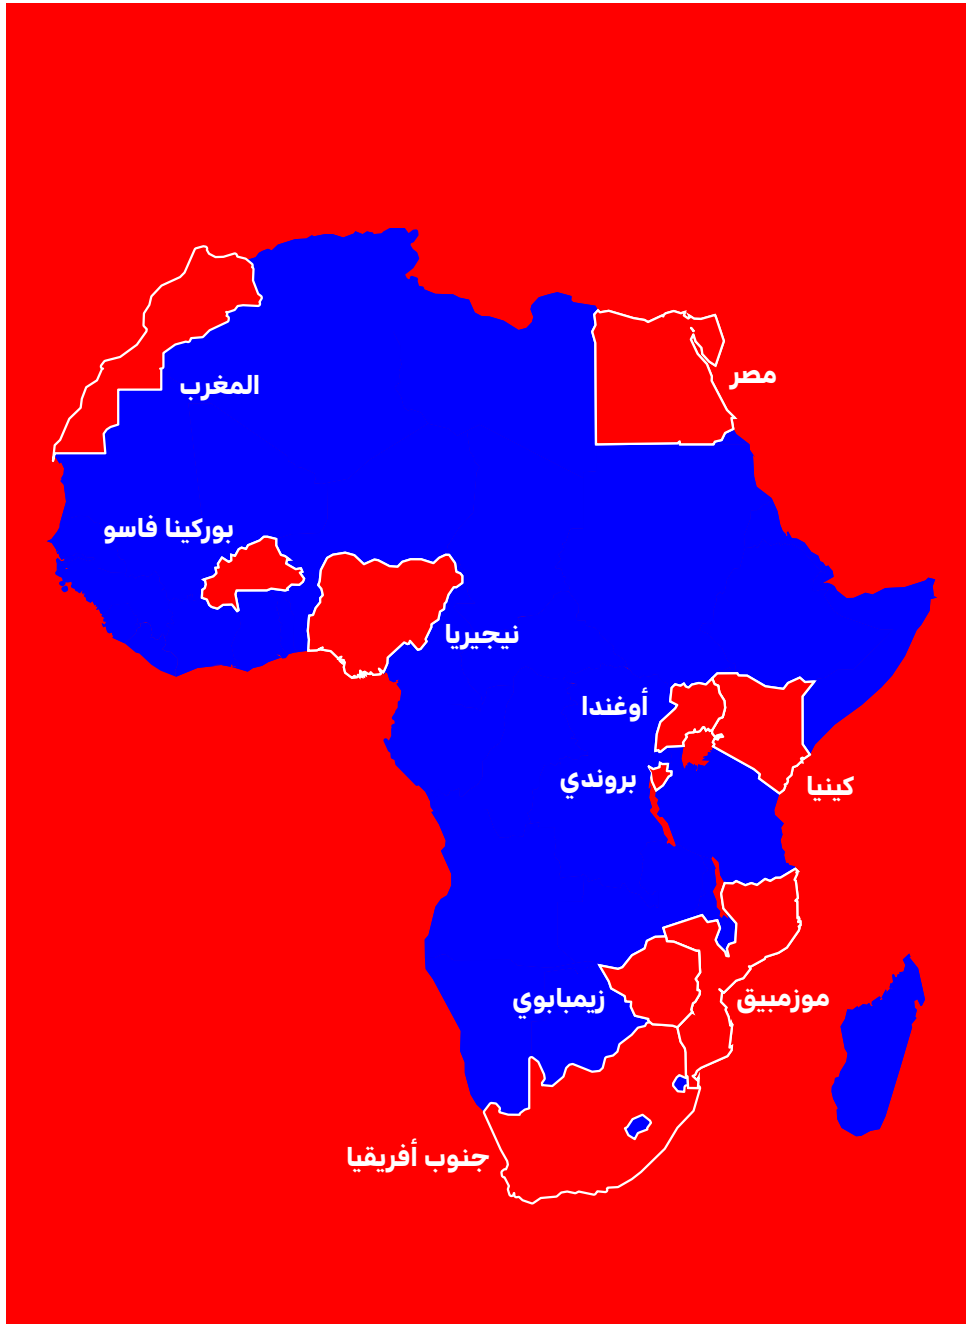 مصر
المغرب
بوركينا فاسو
نيجيريا
أوغندا
بروندي
كينيا
موزمبيق
زيمبابوي
جنوب أفريقيا